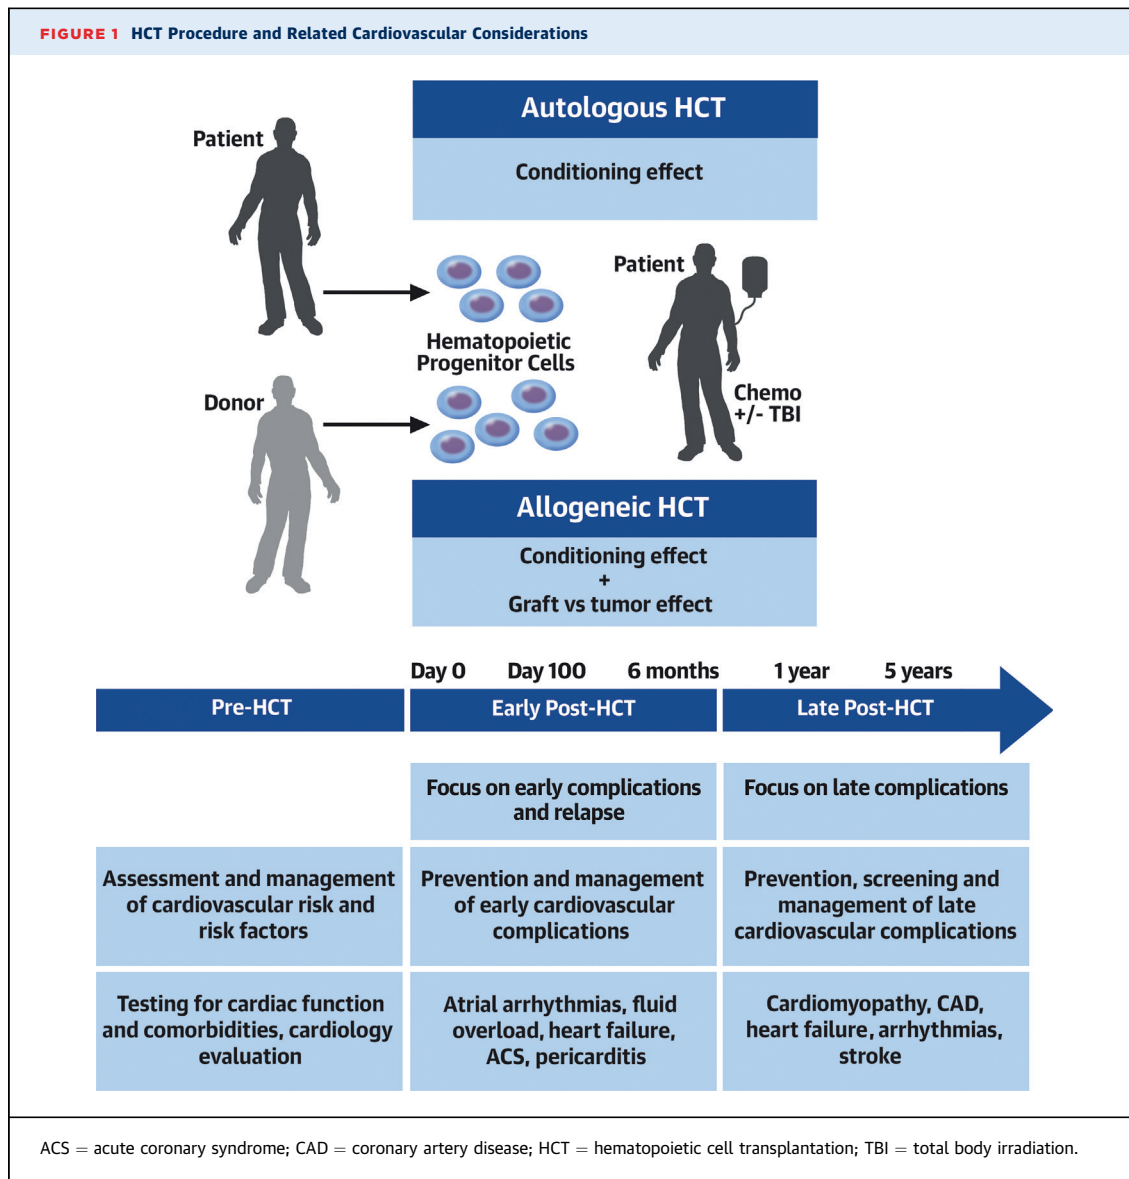 FIGURE 1 HCT Procedure and Related Cardiovascular Considerations
Autologous HCT
Conditioning effect
Patient
Patient
Hematopoietic
Progenitor Cells
Chemo
+/- TBI
Donor
Allogeneic HCT
Conditioning effect
+
Graft vs tumor effect
Day 0 Day 100 6 months 1 year 5 years
Pre-HCT Early Post-HCT Late Post-HCT
Focus on early complications
and relapse
Focus on late complications
Assessment and management
of cardiovascular risk and
risk factors
Prevention and management
of early cardiovascular
complications
Prevention, screening and
management of late
cardiovascular complications
Testing for cardiac function
and comorbidities, cardiology
evaluation
Atrial arrhythmias, fluid
overload, heart failure,
ACS, pericarditis
Cardiomyopathy, CAD,
heart failure, arrhythmias,
stroke
ACS = acute coronary syndrome; CAD = coronary artery disease; HCT = hematopoietic cell transplantation; TBI = total body irradiation.